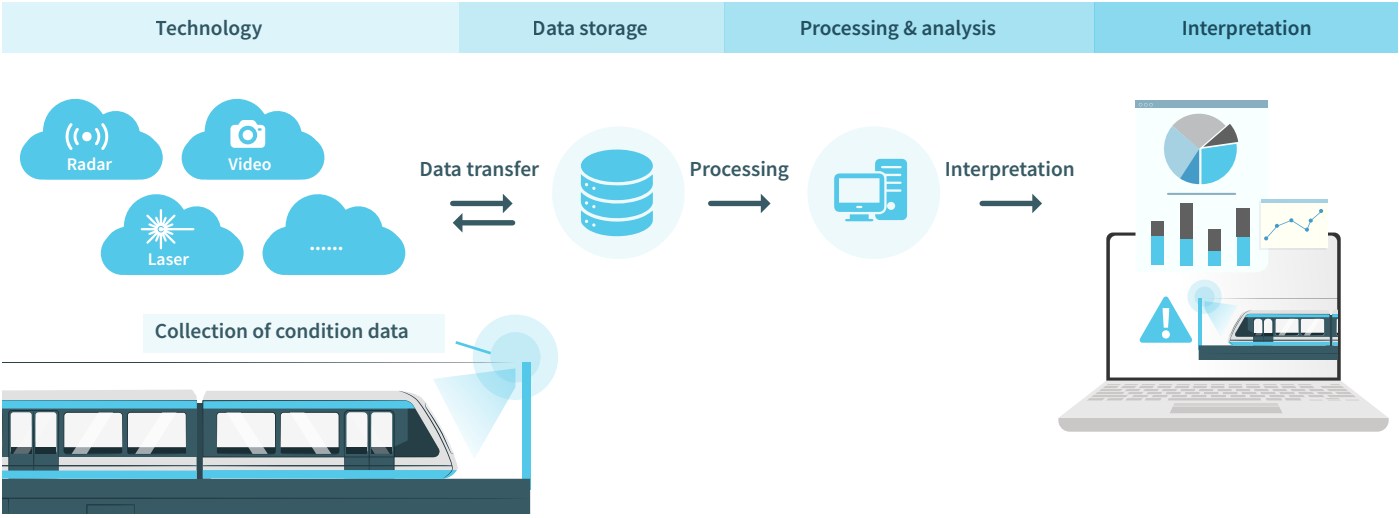 Technology
Data storage
Processing & analysis
Interpretation
Radar
Video
Laser
......
Data transfer
Processing
Interpretation
Collection of condition data